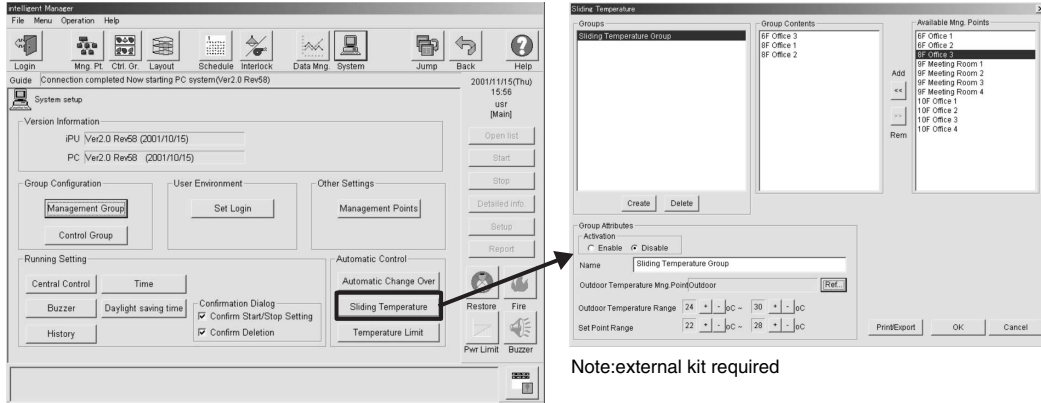 intelligent Manager
File Menu Operation Help
Login Mng. Pt. Ctrl. Gr. Layout Schedule Interlock Data Mng. System Jump Back Help
Guide Connection completed Now starting PC system(Ver2.0 Rev58)
2001/11/15(Thu)
15:56
usr
[Main]
System setup
Version Information
iPU Ver2.0 Rev58 (2001/10/15)
PC Ver2.0 Rev58 (2001/10/15)
Open list
Start
Stop
Detailed info.
Setup
Report
Group Configuration
Management Group
Control Group
User Environment
Set Login
Other Settings
Management Points
Running Setting
Central Control
Time
Buzzer
Daylight saving time
History
Confirmation Dialog
Confirm Start/Stop Setting
Confirm Deletion
Automatic Control
Automatic Change Over
Sliding Temperature
Temperature Limit
Restore Fire
Pwr Limit Buzzer
Sliding Temperature
Groups
Sliding Temperature Group
Create Delete
Group Contents
6F Office 3
8F Office 1
8F Office 2
Add
<<
>>
Rem
Available Mng. Points
6F Office 1
6F Office 2
8F Office 3
9F Meeting Room 1
9F Meeting Room 2
9F Meeting Room 3
9F Meeting Room 4
10F Office 1
10F Office 2
10F Office 3
10F Office 4
Group Attributes
Activation
Enable Disable
Name Sliding Temperature Group
Outdoor Temperature Mng.Point Outdoor Ref...
Outdoor Temperature Range 24 + - oC ~ 30 + - oC
Set Point Range 22 + - oC ~ 28 + - oC
Print/Export OK Cancel
Note:external kit required